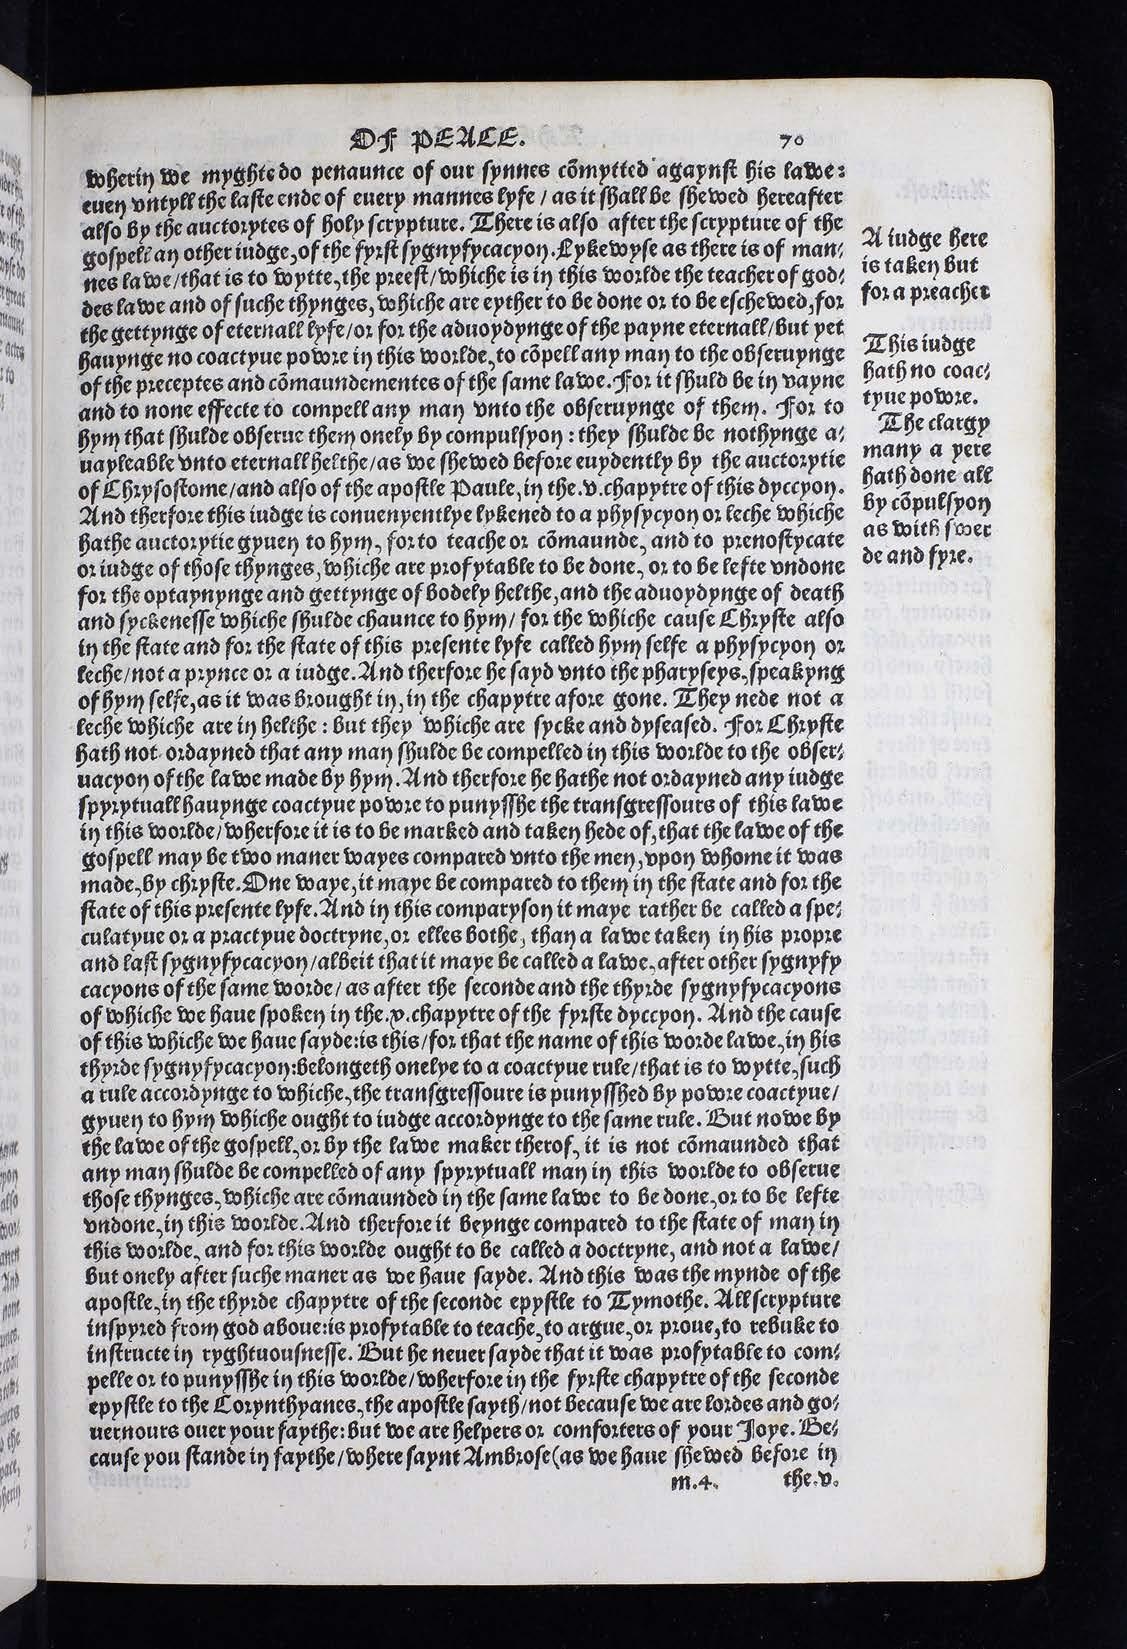 OF PEACE. 70
wherin we myghte do penaunce of our synnes cõmytted agaynst his lawe:
euen vntyll the laste ende of euery mannes lyfe / as it shall be shewed hereafter
also by the auctorytes of holy scrypture. There is also after the scrypture of the
gospell an other iudge, of the fyrst sygnyfycacyon. Lykewyse as there is of man⸗
nes lawe/that is to wytte, the preest/whiche is in this worlde the teacher of god⸗
des lawe and of suche thynges, whiche are eyther to be done or to be eschewed, for
the gettynge of eternall lyfe/or for the aduoydynge of the payne eternall/but yet
hauynge no coactyue powre in this worlde, to cõpell any man to the obseruynge
of the preceptes and cõmaundementes of the same lawe. For it shuld be in vayne
and to none effecte to compell any man vnto the obseruynge of them. For to
hym that shulde obserue them onely by compulsyon: they shulde be nothynge a⸗
uayleable vnto eternall helthe/as we shewed before euydently by the auctorytie
of Chrysostome/and also of the apostle Paule, in the.v.chapytre of this dyccyon.
And therfore this iudge is conuenyentlye lykened to a physycyon or leche whiche
hathe auctorytie gyuen to hym, for to teache or cõmaunde, and to prenostycate
or iudge of those thynges, whiche are profytable to be done, or to be lefte vndone
for the optaynynge and gettynge of bodely helthe, and the aduoydynge of death
and syckenesse whiche shulde chaunce to hym/ for the whiche cause Chryste also
in the state and for the state of this presente lyfe called hym selfe a physycyon or
leche/not a prynce or a iudge. And therfore he sayd vnto the pharyseys, speakyng
of hym selfe, as it was brought in, in the chapytre afore gone. They nede not a
leche whiche are in helthe: but they whiche are sycke and dyseased. For Chryste
hath not ordayned that any man shulde be compelled in this worlde to the obser⸗
uacyon of the lawe made by hym. And therfore he hathe not ordayned any iudge
spyrytuall hauynge coactyue powre to punysshe the transgressours of this lawe
in this worlde/wherfore it is to be marked and taken hede of, that the lawe of the
gospell may be two maner wayes compared vnto the men, vpon whome it was
made, by chryste. One waye, it maye be compared to them in the state and for the
state of this presente lyfe. And in this comparyson it maye rather be called a spe⸗
culatyue or a practyue doctryne, or elles bothe, than a lawe taken in his propre
and last sygnyfycacyon/albeit that it maye be called a lawe, after other sygnyfy
cacyons of the same worde/ as after the seconde and the thyrde sygnyfycacyons
of whiche we haue spoken in the.x.chapytre of the fyrste dyccyon. And the cause
of this whiche we haue sayde: is this/for that the name of this worde lawe, in his
thyrde sygnyfycacyon: belongeth onelye to a coactyue rule/that is to wytte, such
a rule accordynge to whiche, the transgressoure is punysshed by powre coactyue/
gyuen to hym whiche ought to iudge accordynge to the same rule. But nowe by
the lawe of the gospell, or by the lawe maker therof, it is not cõmaunded that
any man shulde be compelled of any spyrytuall man in this worlde to obserue
those thynges, whiche are cõmaunded in the same lawe to be done, or to be lefte
vndone, in this worlde. And therfore it beynge compared to the state of man in
this worlde, and for this worlde ought to be called a doctryne, and not a lawe/
but onely after suche maner as we haue sayde. And this was the mynde of the
apostle, in the thyrde chapytre of the seconde epystle to Tymothe. All scrypture
inspyred from god aboue: is profytable to teache, to argue, or proue, to rebuke to
instructe in ryghtuousnesse. But he neuer sayde that it was profytable to com⸗
pelle or to punysshe in this worlde/wherfore in the fyrste chapytre of the seconde
epystle to the Corynthyanes, the apostle sayth/not because we are lordes and go⸗
uernours ouer your faythe: but we are helpers or comforters of your Joye. Be⸗
cause you stande in faythe/where saynt Ambrose (as we haue shewed before in
m.4. the.v.
A iudge here
is taken but
for a preacher
This iudge
hath no coac⸗
tyue powre.
The clargy
many a yere
hath done all
by cõpulsyon
as with swer
de and fyre.